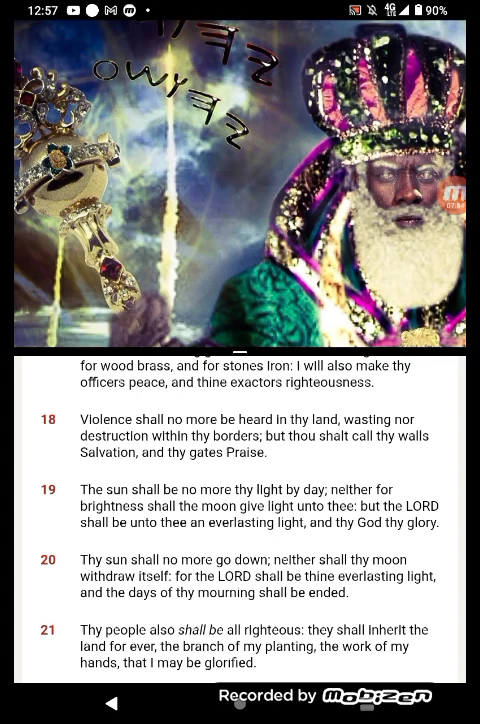 12:57
4G
LTE
90%
𐤉𐤄𐤅𐤔𐤏
for wood brass, and for stones iron: I will also make thy
officers peace, and thine exactors righteousness.
18 Violence shall no more be heard in thy land, wasting nor
destruction within thy borders; but thou shalt call thy walls
Salvation, and thy gates Praise.
19 The sun shall be no more thy light by day; neither for
brightness shall the moon give light unto thee: but the LORD
shall be unto thee an everlasting light, and thy God thy glory.
20 Thy sun shall no more go down; neither shall thy moon
withdraw itself: for the LORD shall be thine everlasting light,
and the days of thy mourning shall be ended.
21 Thy people also shall be all righteous: they shall inherit the
land for ever, the branch of my planting, the work of my
hands, that I may be glorified.
Recorded by Mobizen